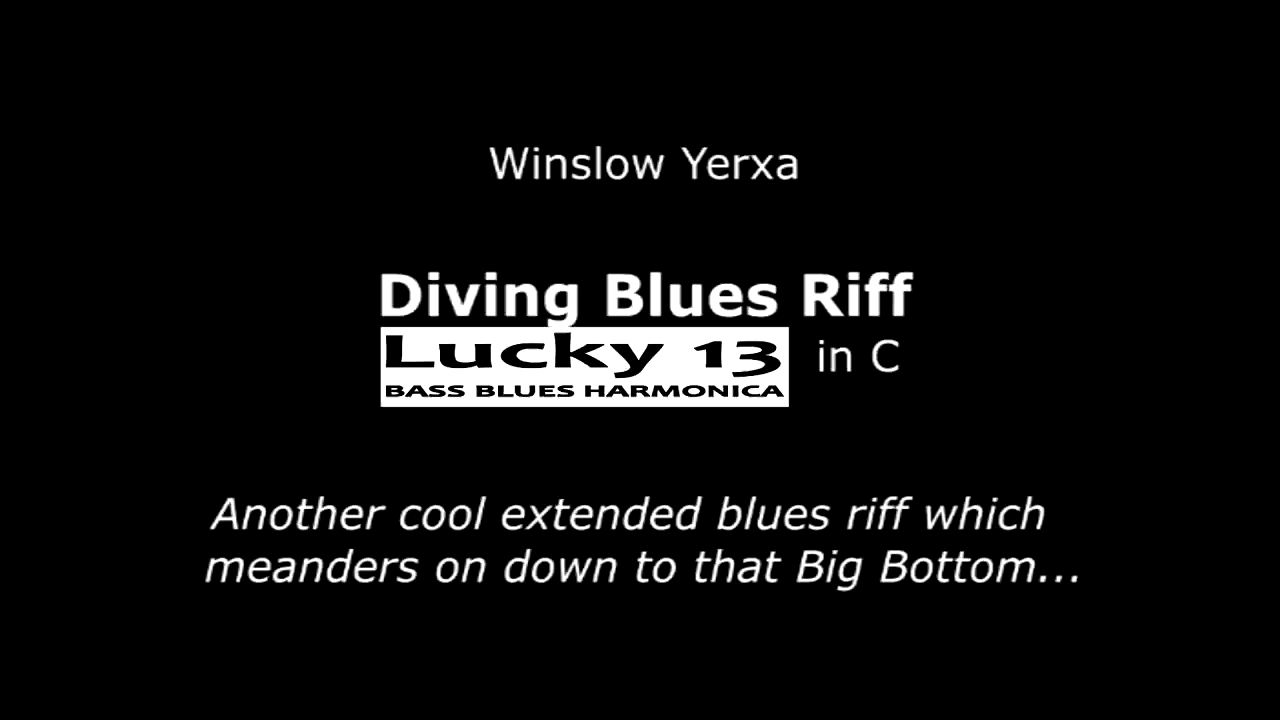 Winslow Yerxa
Diving Blues Riff
Lucky 13 in C
BASS BLUES HARMONICA
Another cool extended blues riff which
meanders on down to that Big Bottom...